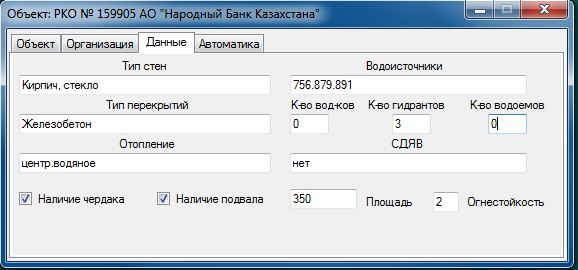 Объект: РКО № 159905 АО "Народный Банк Казахстана"
Объект Организация Данные Автоматика
Тип стен Водоисточники
Кирпич, стекло 756.879.891
Тип перекрытий К-во вод-ков К-во гидрантов К-во водоемов
Железобетон 0 3 0
Отопление СДЯВ
центр.водяное нет
Наличие чердака Наличие подвала 350 Площадь 2 Огнестойкость